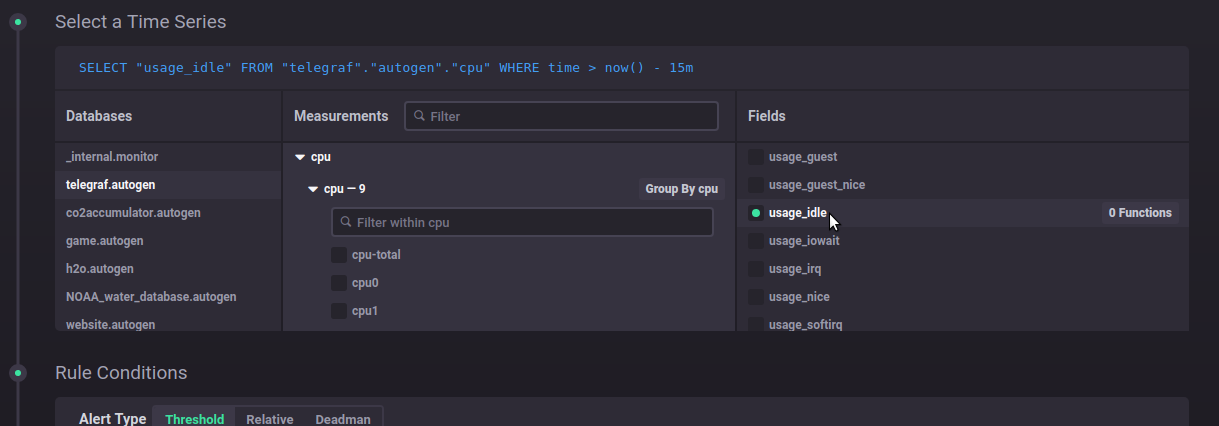 Select a Time Series
SELECT "usage_idle" FROM "telegraf"."autogen"."cpu" WHERE time > now() - 15m
Databases
_internal.monitor
telegraf.autogen
co2accumulator.autogen
game.autogen
h2o.autogen
NOAA_water_database.autogen
website.autogen
Measurements
Filter
cpu
cpu — 9
Group By cpu
Filter within cpu
cpu-total
cpu0
cpu1
Fields
usage_guest
usage_guest_nice
usage_idle
0 Functions
usage_iowait
usage_irq
usage_nice
usage_softirq
Rule Conditions
Alert Type
Threshold
Relative
Deadman